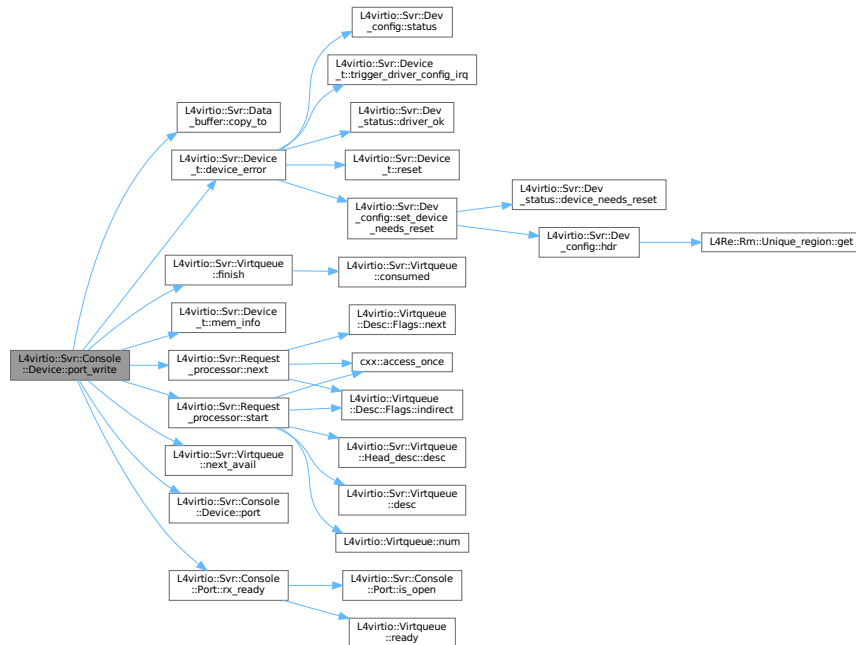 L4virtio::Svr::Dev
_config::status
L4virtio::Svr::Device
_t::trigger_driver_config_irq
L4virtio::Svr::Data
_buffer::copy_to
L4virtio::Svr::Dev
_status::driver_ok
L4virtio::Svr::Device
_t::device_error
L4virtio::Svr::Device
_t::reset
L4virtio::Svr::Dev
_status::device_needs_reset
L4virtio::Svr::Dev
_config::set_device
_needs_reset
L4virtio::Svr::Dev
_config::hdr
L4Re::Rm::Unique_region::get
L4virtio::Svr::Virtqueue
::finish
L4virtio::Svr::Virtqueue
::consumed
L4virtio::Svr::Device
_t::mem_info
L4virtio::Virtqueue
::Desc::Flags::next
L4virtio::Svr::Console
::Device::port_write
L4virtio::Svr::Request
_processor::next
cxx::access_once
L4virtio::Svr::Request
_processor::start
L4virtio::Virtqueue
::Desc::Flags::indirect
L4virtio::Svr::Virtqueue
::Head_desc::desc
L4virtio::Svr::Virtqueue
::next_avail
L4virtio::Svr::Virtqueue
::desc
L4virtio::Svr::Console
::Device::port
L4virtio::Virtqueue::num
L4virtio::Svr::Console
::Port::rx_ready
L4virtio::Svr::Console
::Port::is_open
L4virtio::Virtqueue
::ready